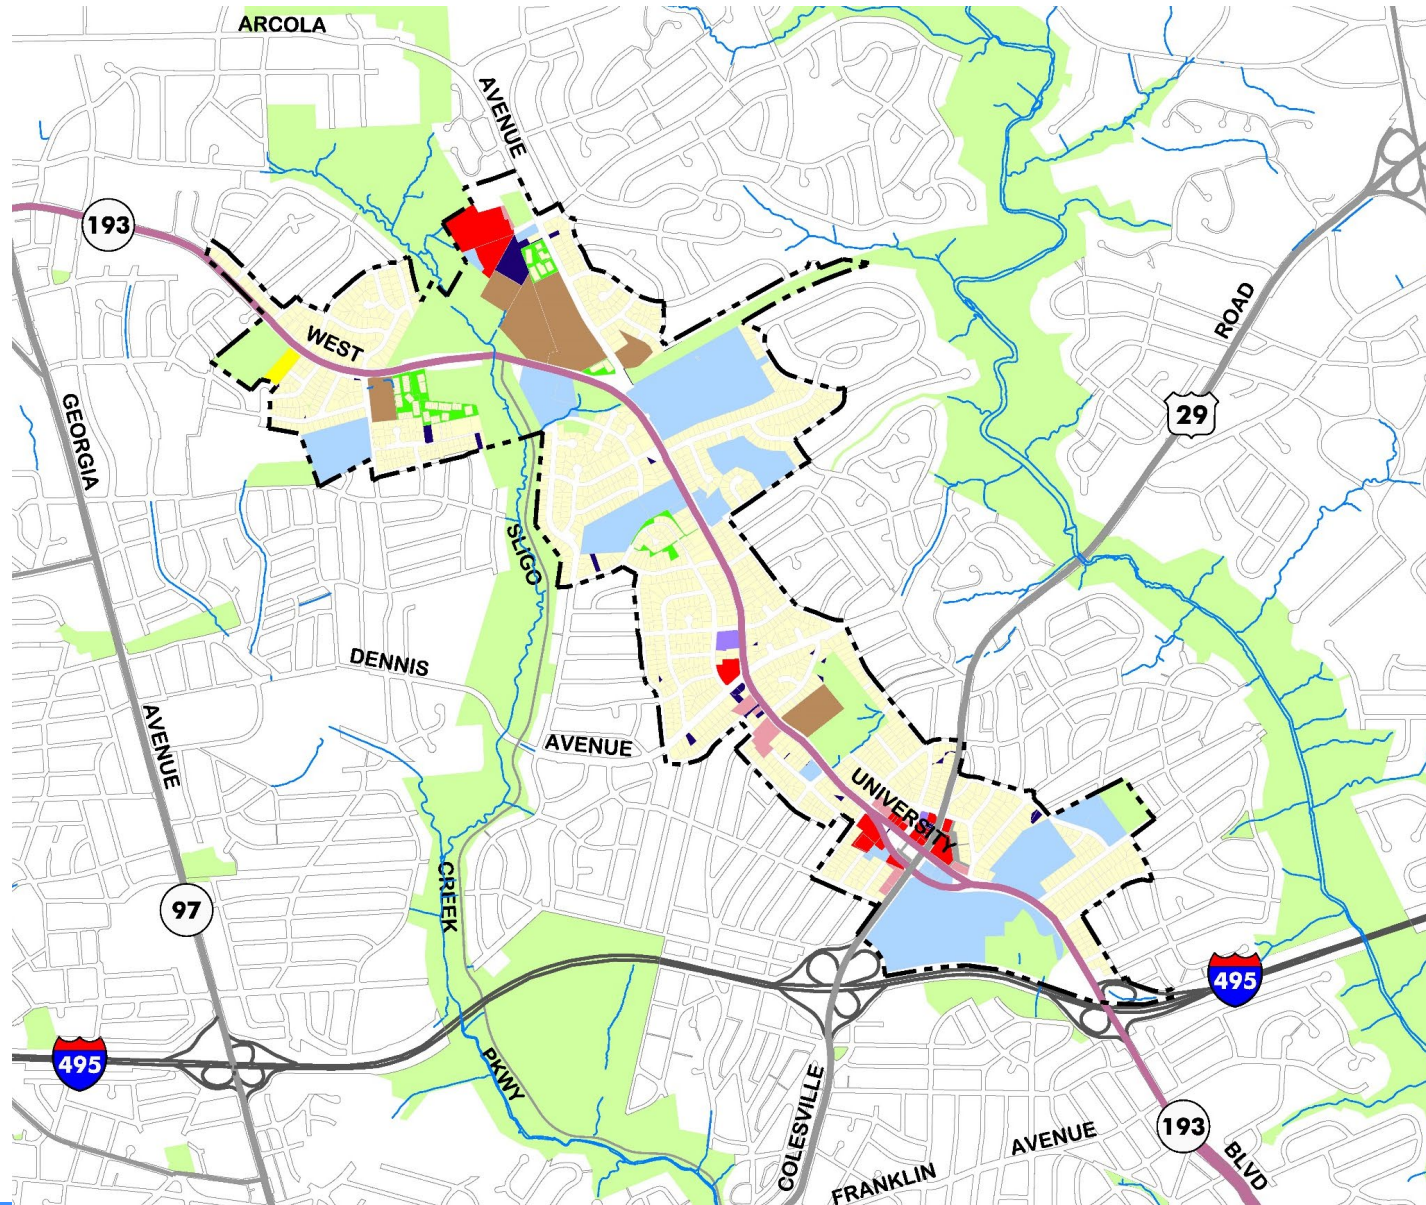 ARCOLA
AVENUE
193
WEST
ROAD
29
GEORGIA
SLIGO
DENNIS
AVENUE
AVENUE
UNIVERSITY
CREEK
97
495
495
PKWY
COLESVILLE
193
AVENUE
BLVD
FRANKLIN